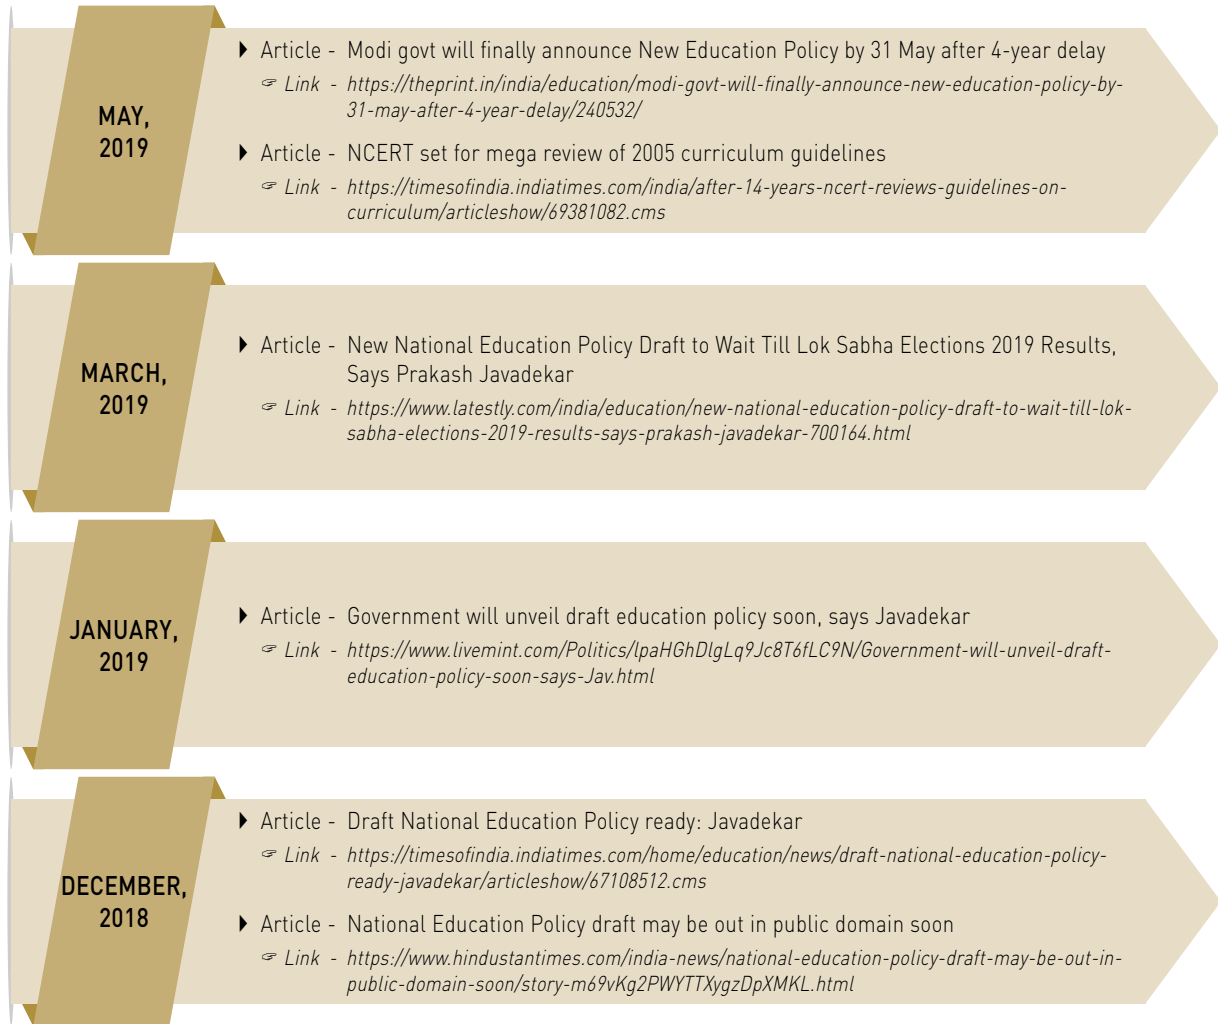 MAY,
2019
Article - Modi govt will finally announce New Education Policy by 31 May after 4-year delay
Link - https://theprint.in/india/education/modi-govt-will-finally-announce-new-education-policy-by-
31-may-after-4-year-delay/240532/
Article - NCERT set for mega review of 2005 curriculum guidelines
Link - https://timesofindia.indiatimes.com/india/after-14-years-ncert-reviews-guidelines-on-
curriculum/articleshow/69381082.cms
MARCH,
2019
Article - New National Education Policy Draft to Wait Till Lok Sabha Elections 2019 Results,
Says Prakash Javadekar
Link - https://www.latestly.com/india/education/new-national-education-policy-draft-to-wait-till-lok-
sabha-elections-2019-results-says-prakash-javadekar-700164.html
JANUARY,
2019
Article - Government will unveil draft education policy soon, says Javadekar
Link - https://www.livemint.com/Politics/lpaHGhDlgLq9Jc8T6fLC9N/Government-will-unveil-draft-
education-policy-soon-says-Jav.html
DECEMBER,
2018
Article - Draft National Education Policy ready: Javadekar
Link - https://timesofindia.indiatimes.com/home/education/news/draft-national-education-policy-
ready-javadekar/articleshow/67108512.cms
Article - National Education Policy draft may be out in public domain soon
Link - https://www.hindustantimes.com/india-news/national-education-policy-draft-may-be-out-in-
public-domain-soon/story-m69vKg2PWYTTXygzDpXMKL.html